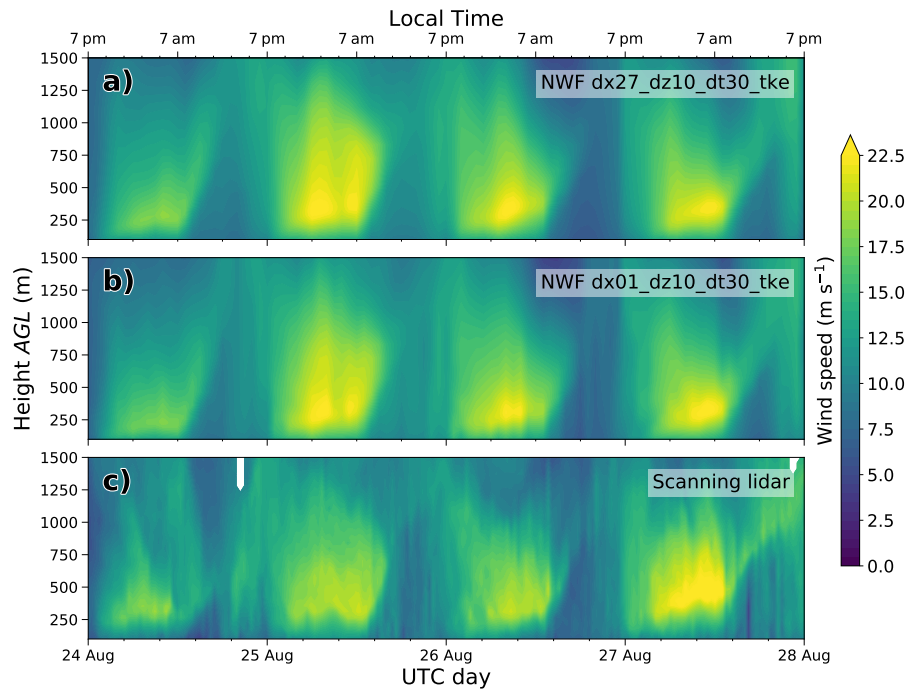 Local Time
7 pm 7 am 7 pm 7 am 7 pm 7 am 7 pm 7 am 7 pm
1500
1250
1000
750
500
250
a)
NWF dx27_dz10_dt30_tke
1500
1250
1000
750
500
250
b)
NWF dx01_dz10_dt30_tke
1500
1250
1000
750
500
250
c)
Scanning lidar
Height AGL (m)
24 Aug 25 Aug 26 Aug 27 Aug 28 Aug
UTC day
Wind speed (m s⁻¹)
22.5
20.0
17.5
15.0
12.5
10.0
7.5
5.0
2.5
0.0